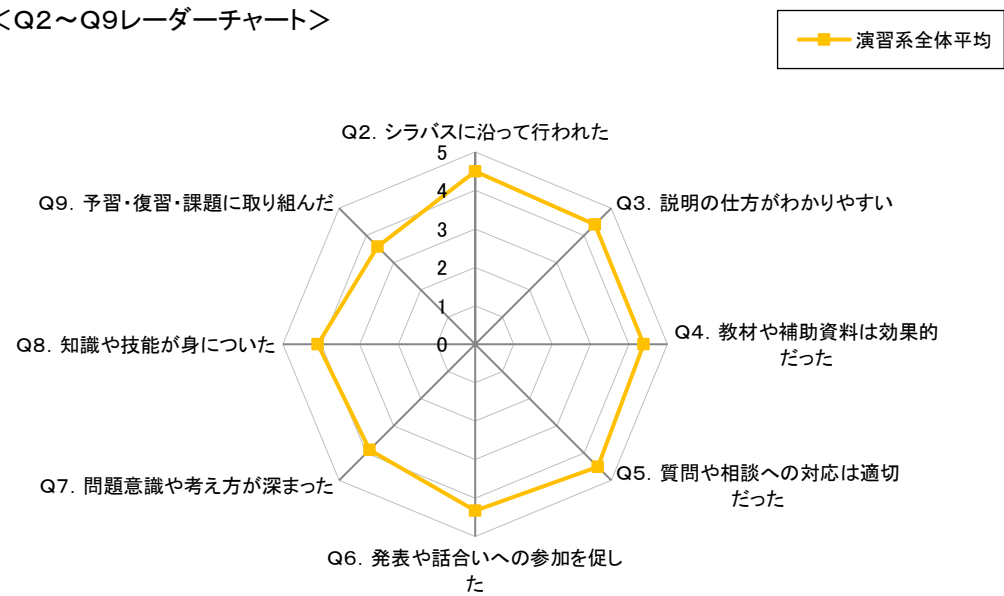 ＜Q2～Q9レーダーチャート＞
演習系全体平均
Q2．シラバスに沿って行われた
Q3．説明の仕方がわかりやすい
Q4．教材や補助資料は効果的
だった
Q5．質問や相談への対応は適切
だった
Q6．発表や話合いへの参加を促し
た
Q7．問題意識や考え方が深まった
Q8．知識や技能が身についた
Q9．予習・復習・課題に取り組んだ
5
4
3
2
1
0